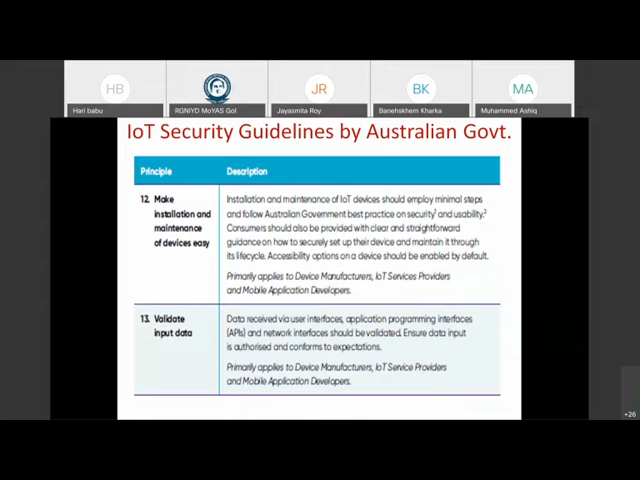 HB
JR
BK
MA
Hari babu
RGNIYD MoYAS GoI
Jayasmita Roy
Banehskhem Kharka
Muhammed Ashiq
IoT Security Guidelines by Australian Govt.
Principle
Description
12. Make
installation and
maintenance
of devices easy
Installation and maintenance of IoT devices should employ minimal steps
and follow Australian Government best practice on security¹ and usability.²
Consumers should also be provided with clear and straightforward
guidance on how to securely set up their device and maintain it through
its lifecycle. Accessibility options on a device should be enabled by default.
Primarily applies to Device Manufacturers, IoT Services Providers
and Mobile Application Developers.
13. Validate
input data
Data received via user interfaces, application programming interfaces
(APIs) and network interfaces should be validated. Ensure data input
is authorised and conforms to expectations.
Primarily applies to Device Manufacturers, IoT Service Providers
and Mobile Application Developers.
+26